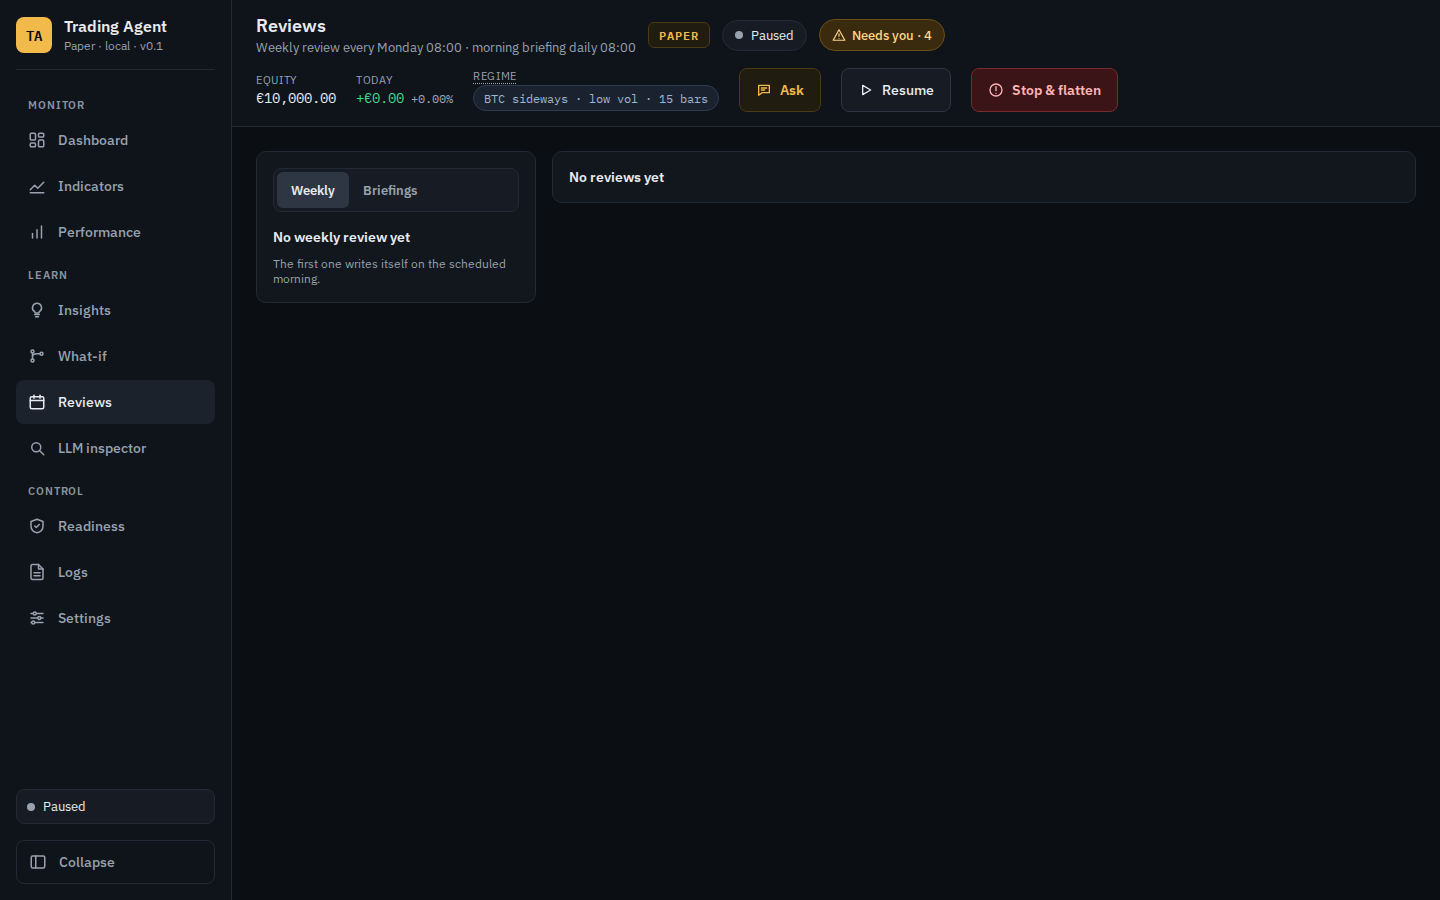 TA
Trading Agent
Paper · local · v0.1
MONITOR
Dashboard
Indicators
Performance
LEARN
Insights
What-if
Reviews
LLM inspector
CONTROL
Readiness
Logs
Settings
Paused
Collapse
Reviews
Weekly review every Monday 08:00 · morning briefing daily 08:00
PAPER
Paused
Needs you · 4
EQUITY
€10,000.00
TODAY
+€0.00 +0.00%
REGIME
BTC sideways · low vol · 15 bars
Ask
Resume
Stop & flatten
Weekly
Briefings
No weekly review yet
The first one writes itself on the scheduled
morning.
No reviews yet